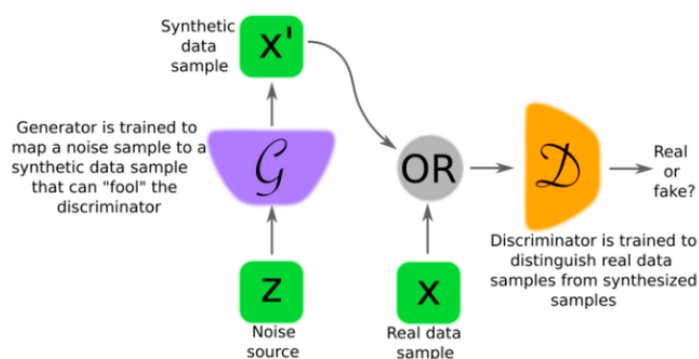 Synthetic
data
sample
x'
Generator is trained to
map a noise sample to a
synthetic data sample
that can "fool" the
discriminator
G
z
Noise
source
OR
x
Real data
sample
D
Real
or
fake?
Discriminator is trained to
distinguish real data
samples from synthesized
samples